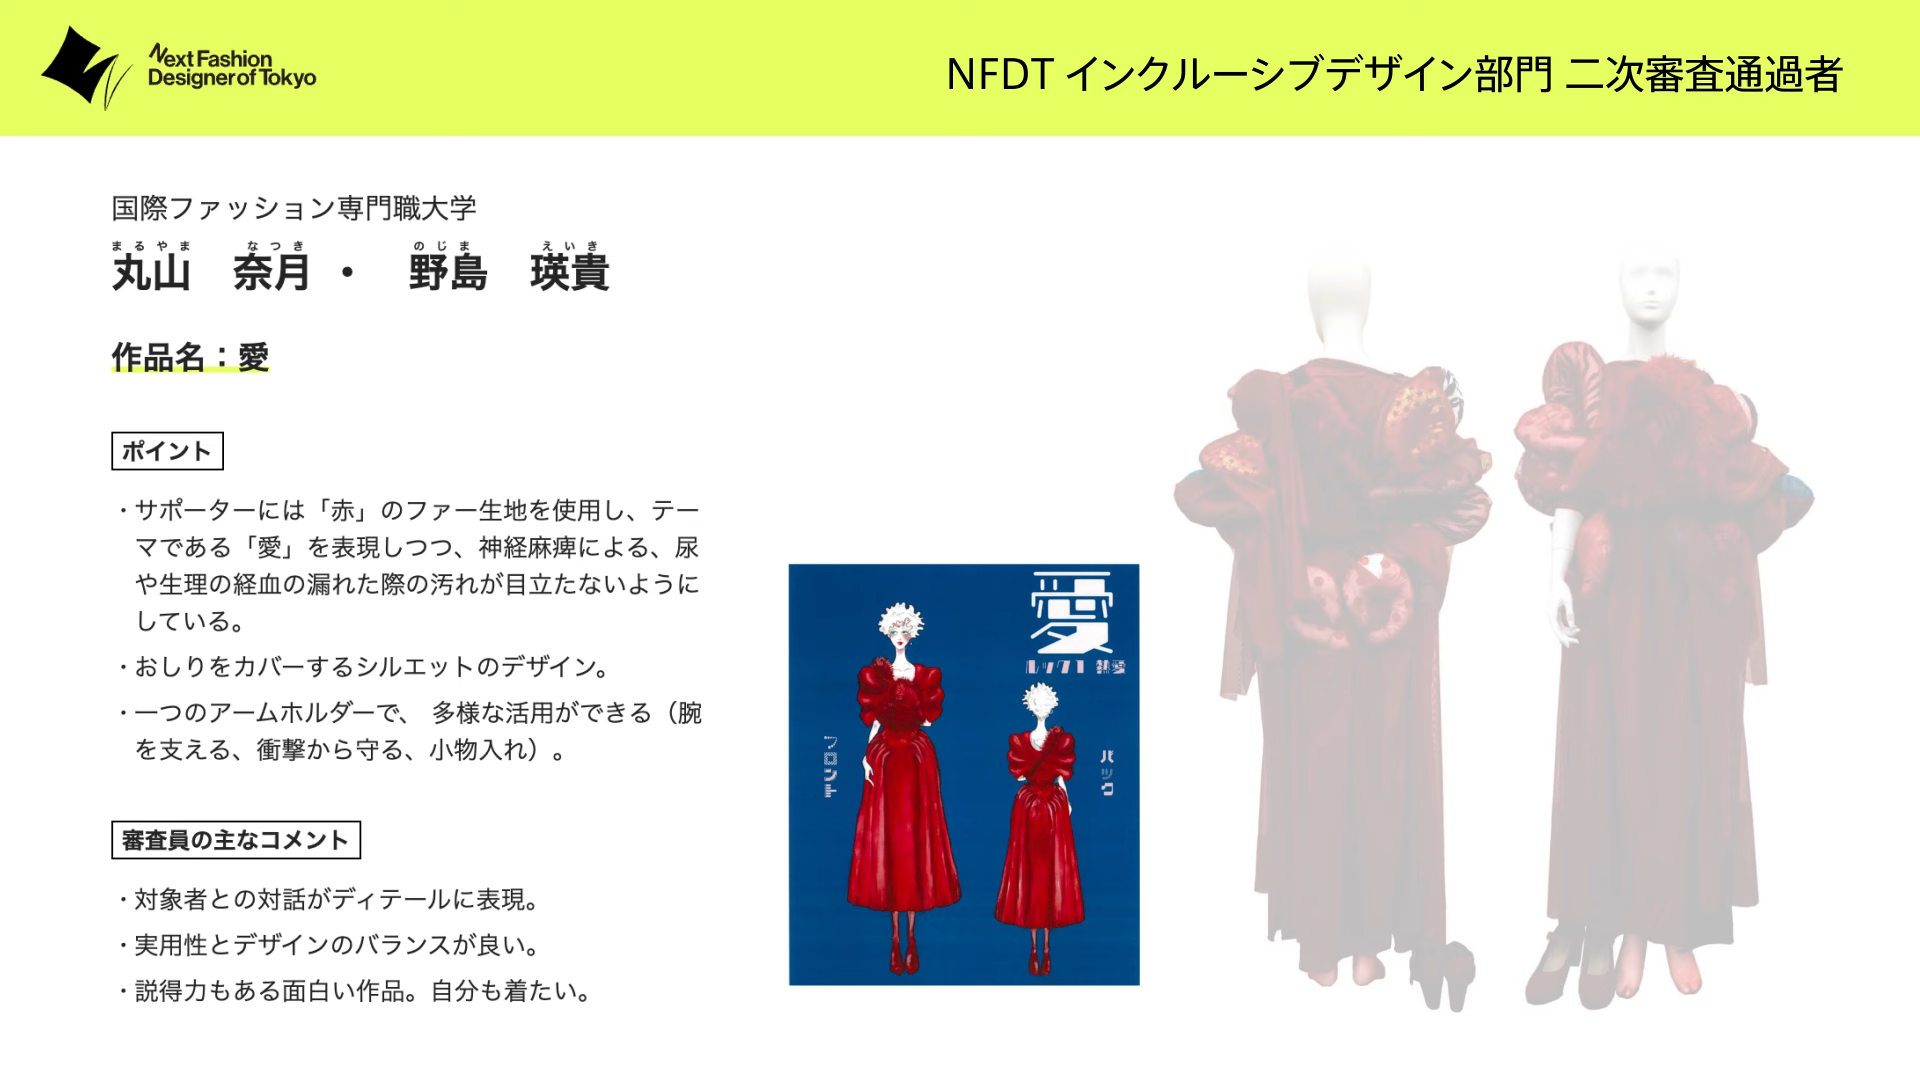 Next Fashion
Designer of Tokyo
NFDT インクルーシブデザイン部門 二次審査通過者
国際ファッション専門職大学
まるやま なつき のじま えいき
丸山 奈月 ・ 野島 瑛貴
作品名：愛
ポイント
・サポーターには「赤」のファー生地を使用し、テー
マである「愛」を表現しつつ、神経麻痺による、尿
や生理の経血の漏れた際の汚れが目立たないように
している。
・おしりをカバーするシルエットのデザイン。
・一つのアームホルダーで、 多様な活用ができる（腕
を支える、衝撃から守る、小物入れ）。
審査員の主なコメント
・対象者との対話がディテールに表現。
・実用性とデザインのバランスが良い。
・説得力もある面白い作品。自分も着たい。
愛
ルック1 熱愛
フロント
バック